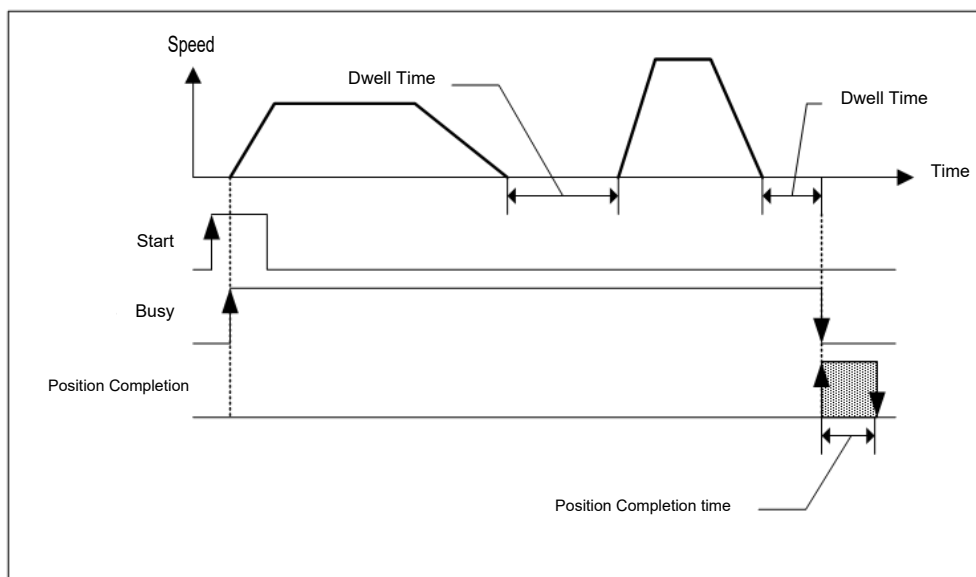 Speed
Dwell Time
Dwell Time
Time
Start
Busy
Position Completion
Position Completion time